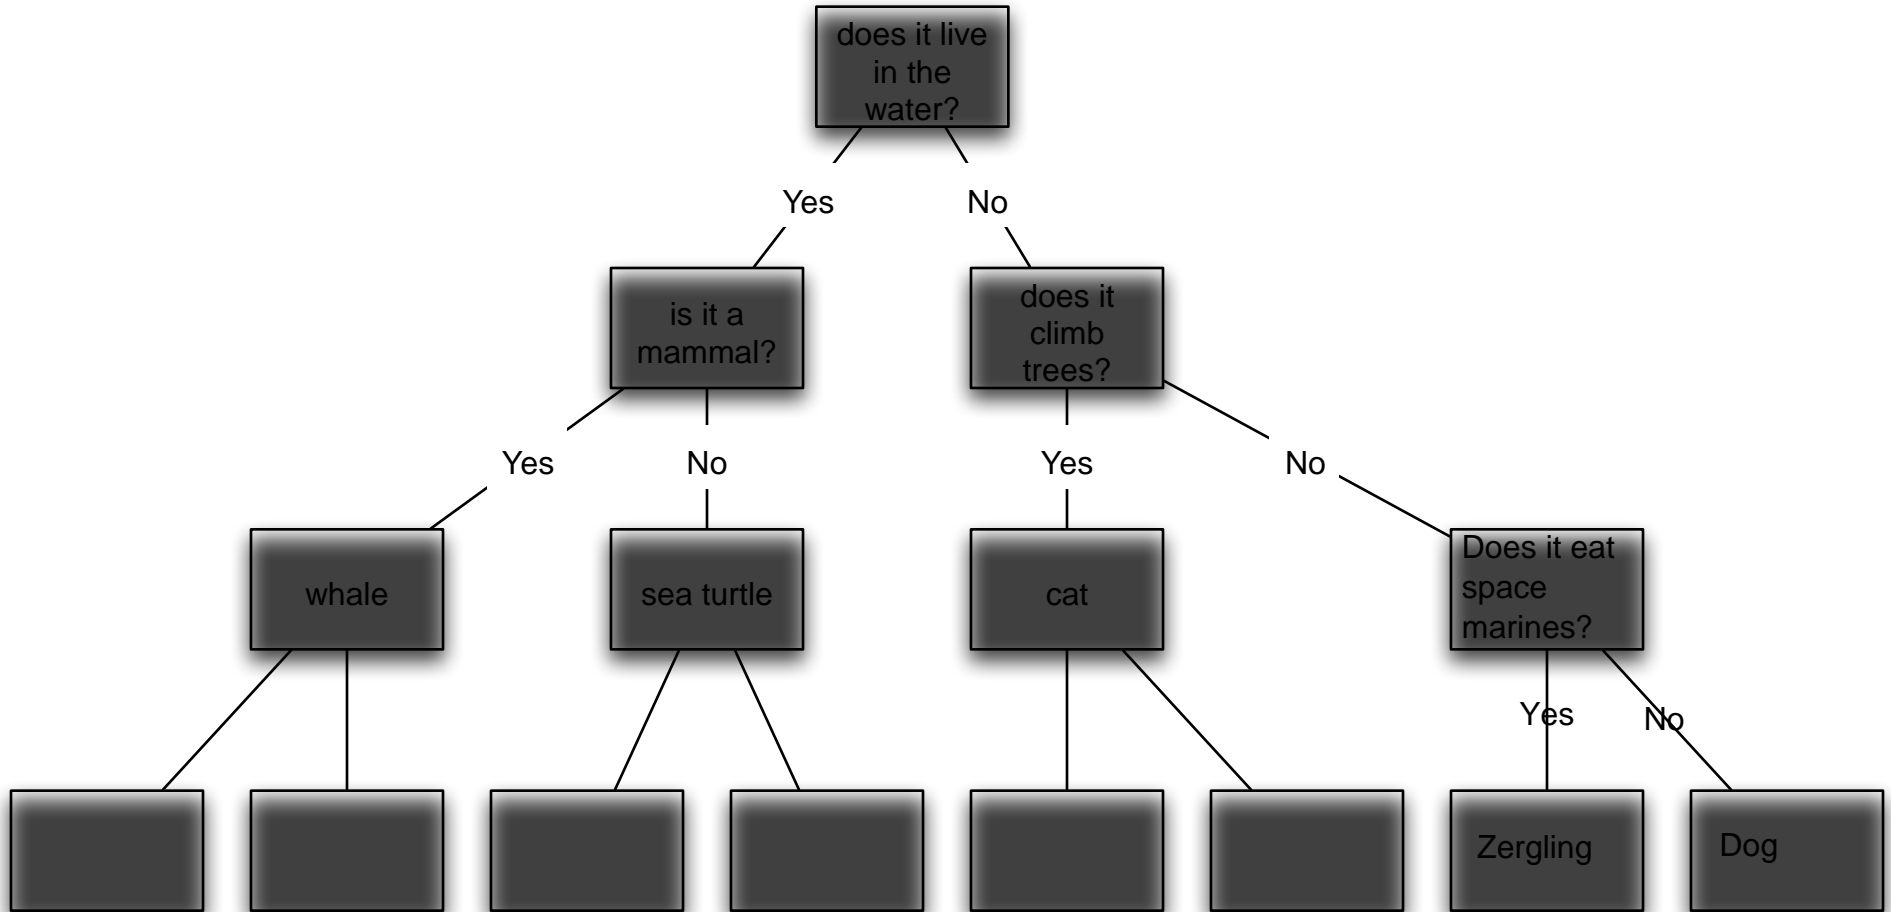 does it live
in the
water?
Yes
No
is it a
mammal?
does it
climb
trees?
Yes
No
Yes
No
whale
sea turtle
cat
Does it eat
space
marines?
Yes
No
Zergling
Dog